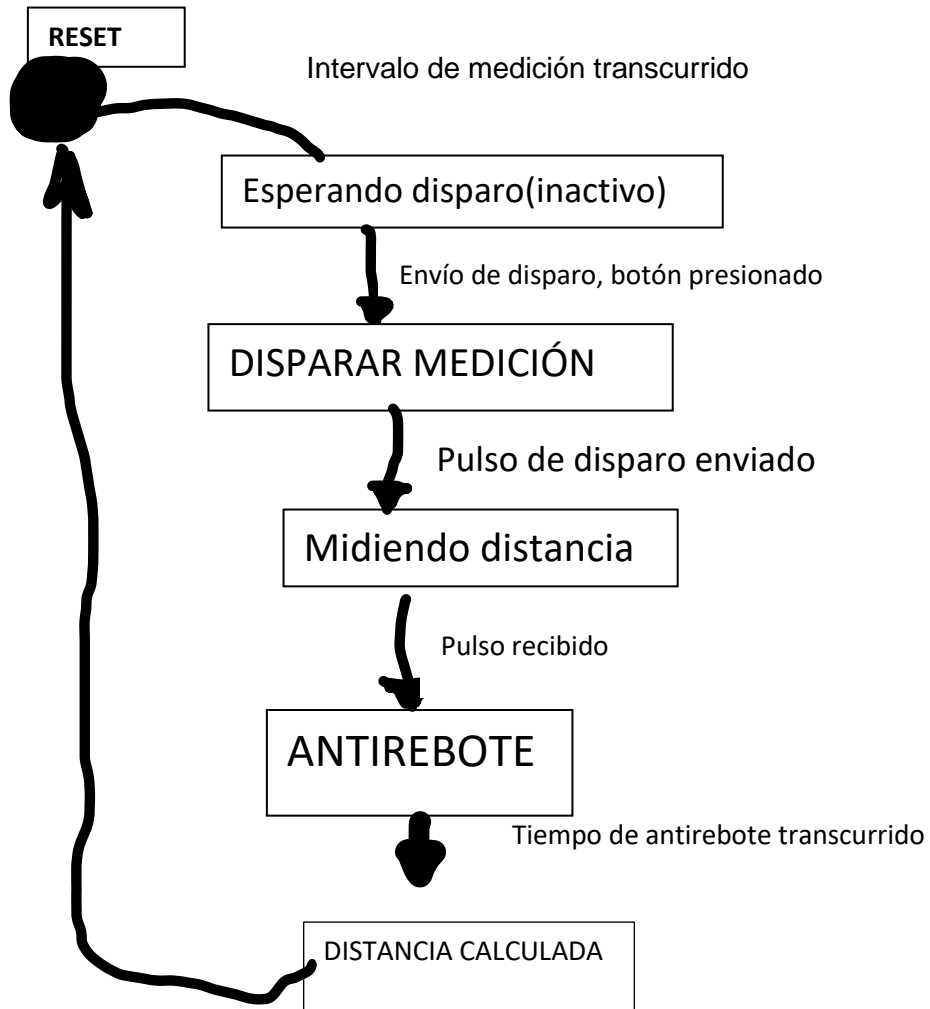 RESET
Intervalo de medición transcurrido
Esperando disparo(inactivo)
Envío de disparo, botón presionado
DISPARAR MEDICIÓN
Pulso de disparo enviado
Midiendo distancia
Pulso recibido
ANTIREBOTE
Tiempo de antirebote transcurrido
DISTANCIA CALCULADA